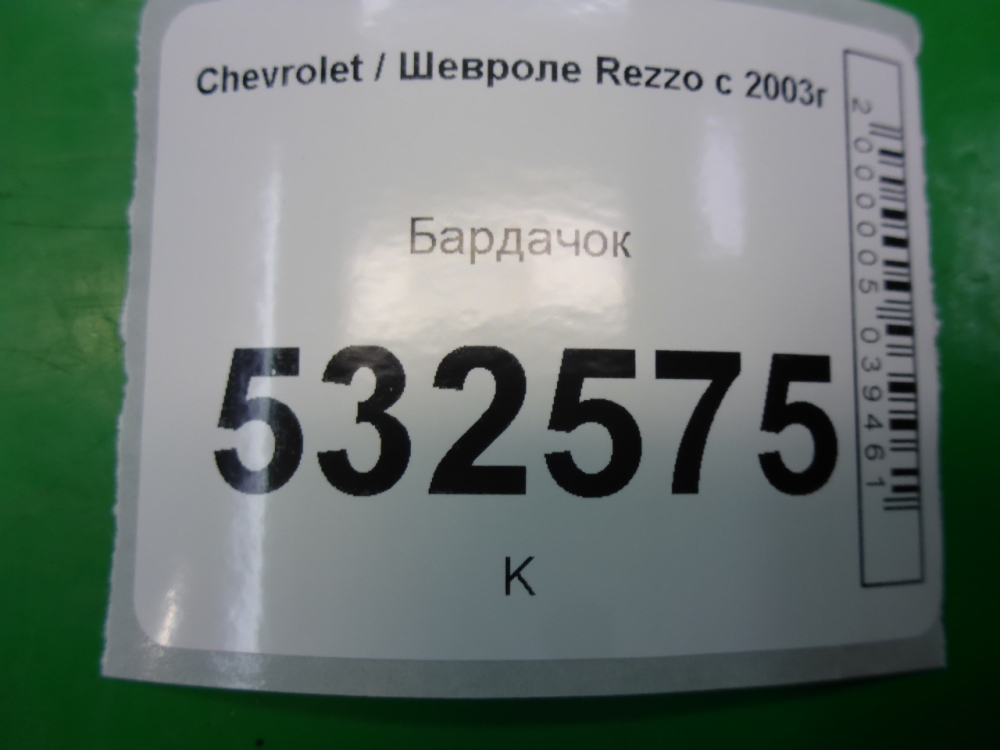 Chevrolet / Шевроле Rezzo с 2003г
Бардачок
532575
К
2000005039461